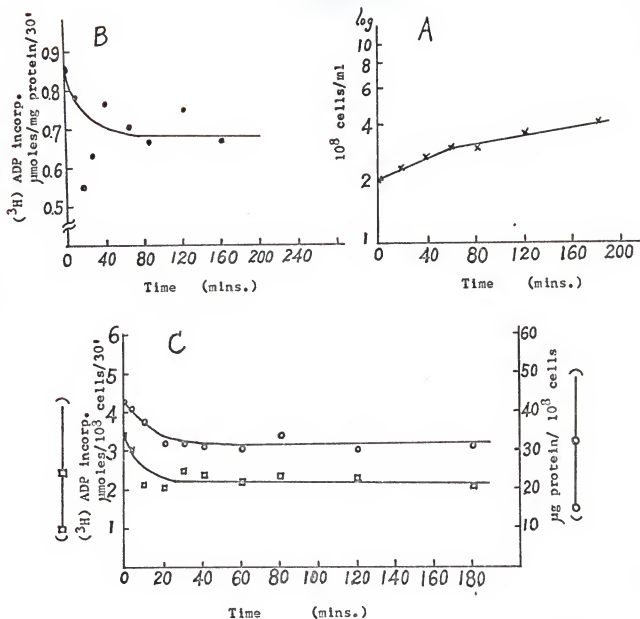 B
(³H) ADP incorp.
μmoles/mg protein/30'
0.9
0.8
0.7
0.6
0.5
0 40 80 120 160 200 240
Time (mins.)
A
log
10⁸ cells/ml
10
8
6
4
2
1
0 40 80 120 160 200
Time (mins.)
C
(³H) ADP incorp.
μmoles/10⁸ cells/30'
6
5
4
3
2
1
60
50
40
30
20
10
μg protein/ 10⁸ cells
0 20 40 60 80 100 120 140 160 180
Time (mins.)